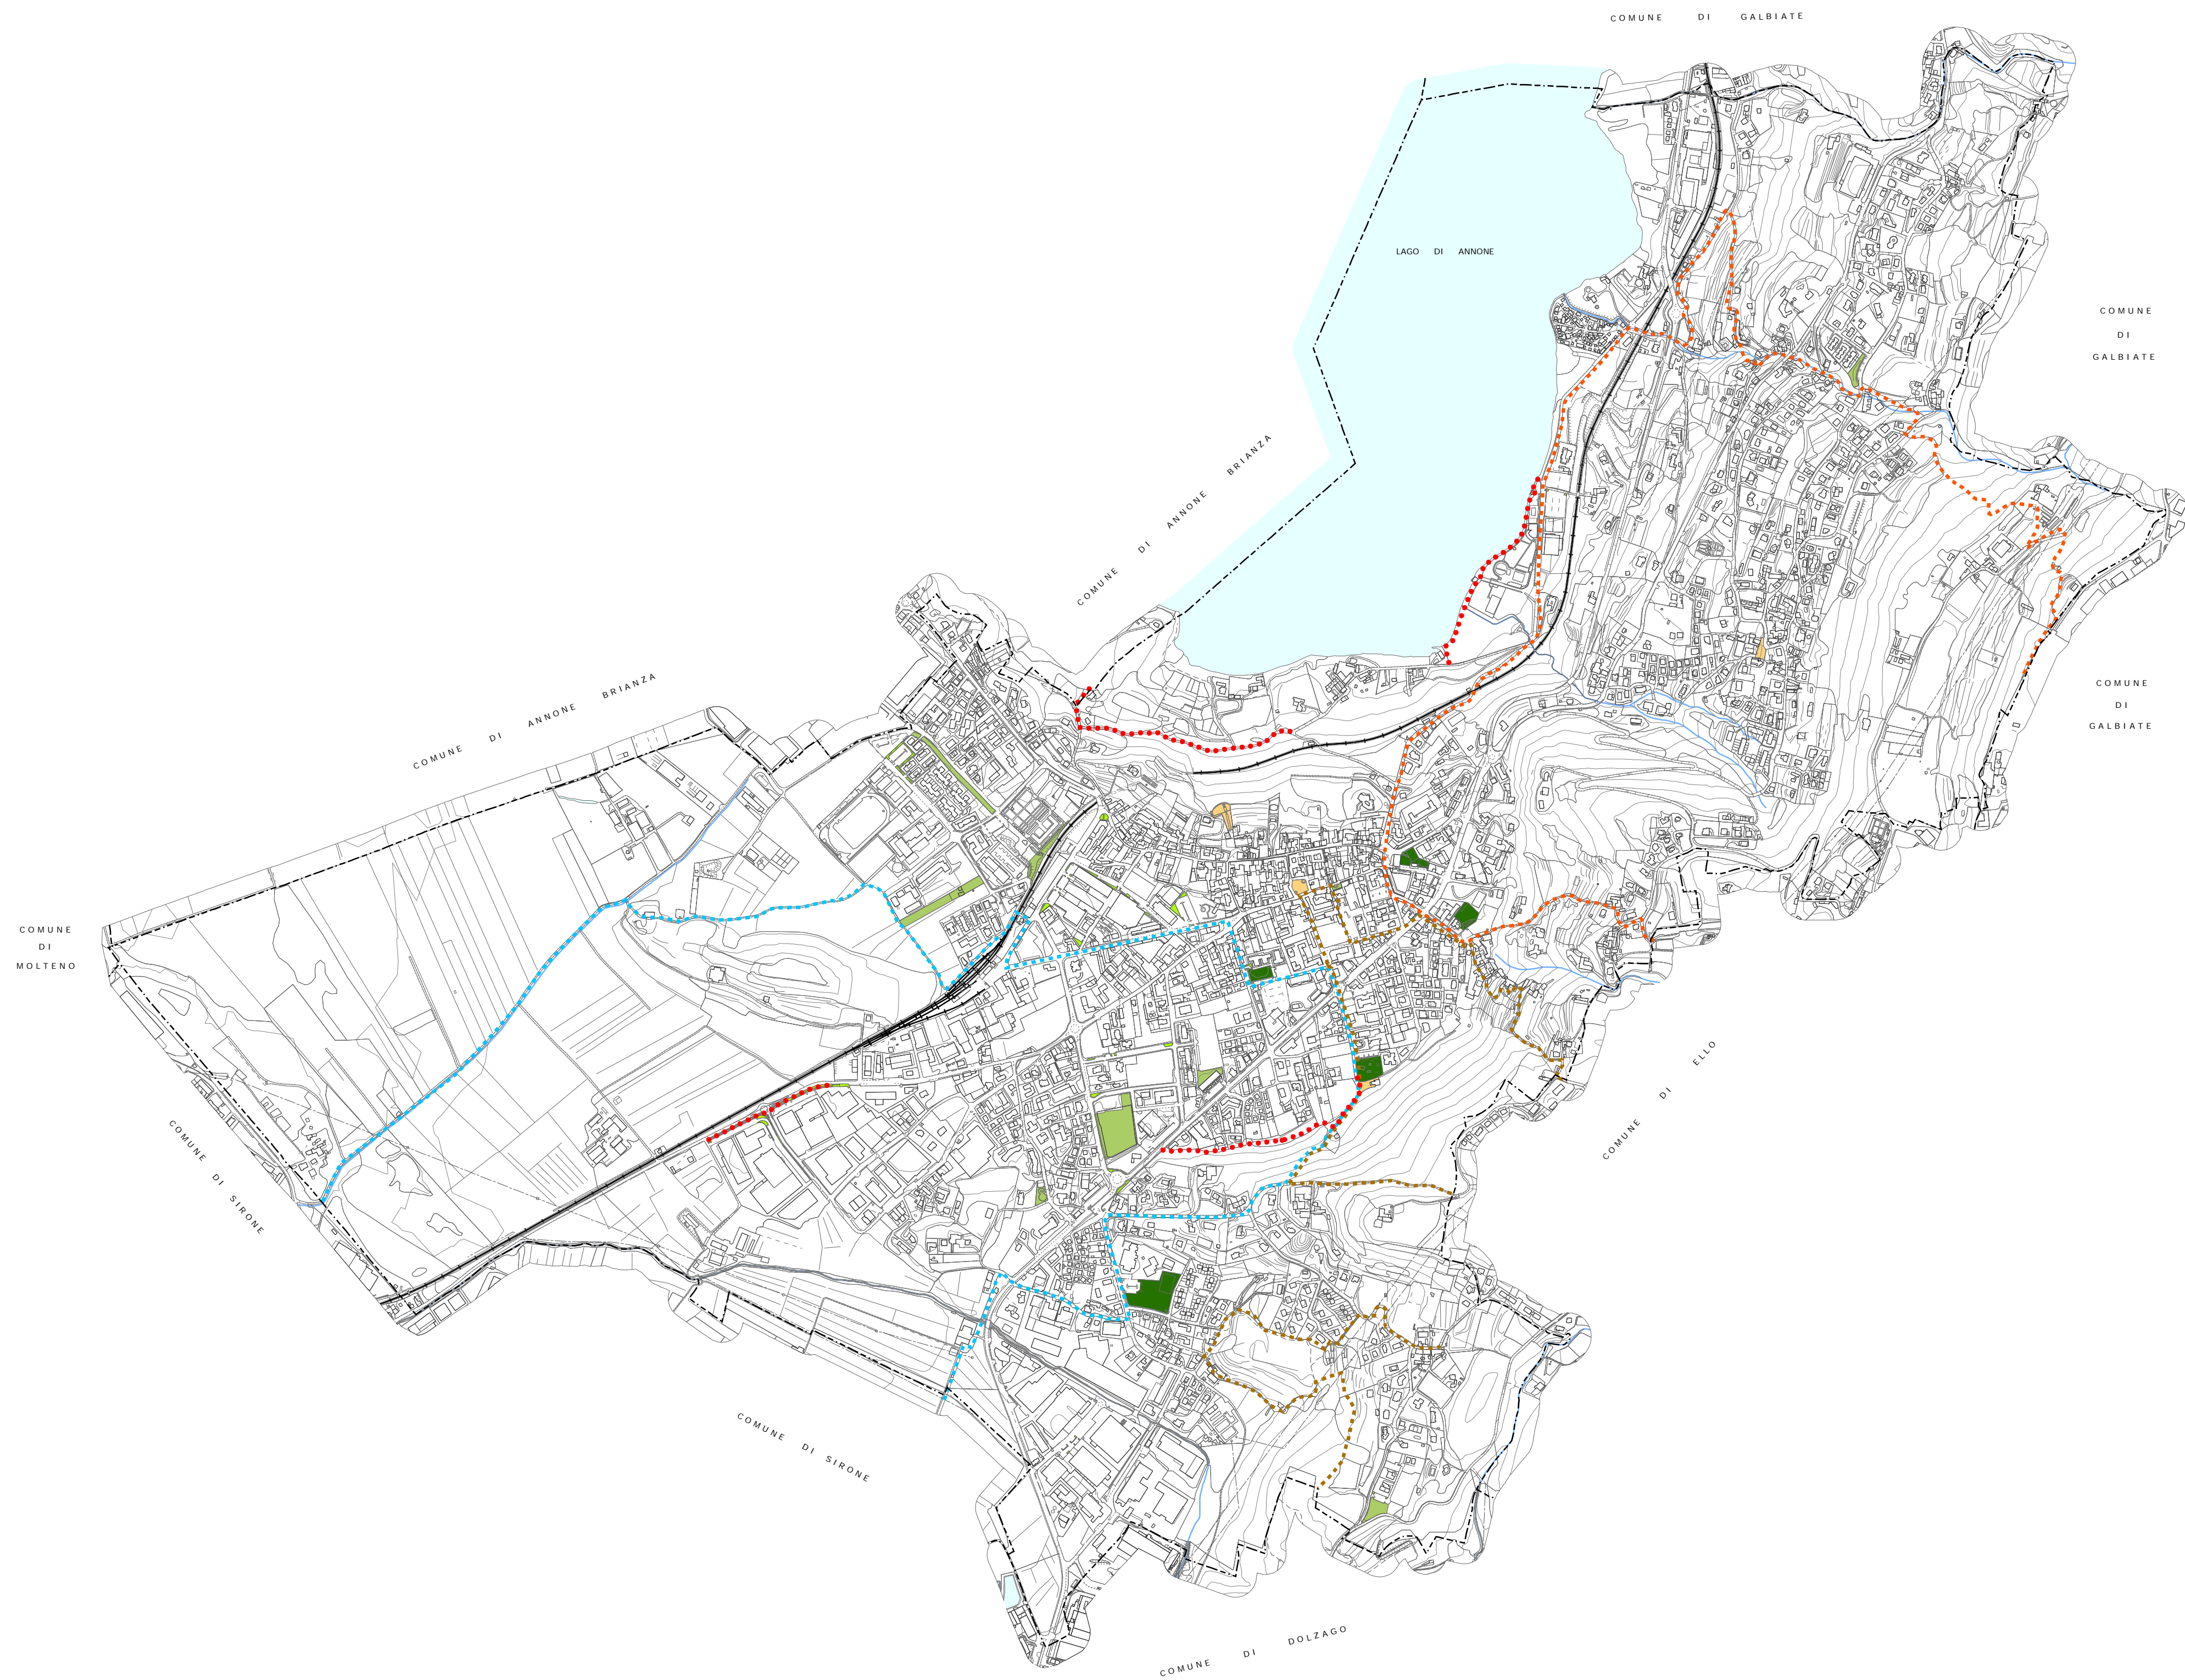 COMUNE DI GALBIATE
LAGO DI ANNONE
COMUNE
DI
GALBIATE
COMUNE DI ANNONE BRIANZA
COMUNE DI ANNONE BRIANZA
COMUNE
DI
GALBIATE
COMUNE
DI
MOLTENO
COMUNE DI ELLO
COMUNE DI SIRONE
COMUNE DI SIRONE
COMUNE DI DOLZAGO